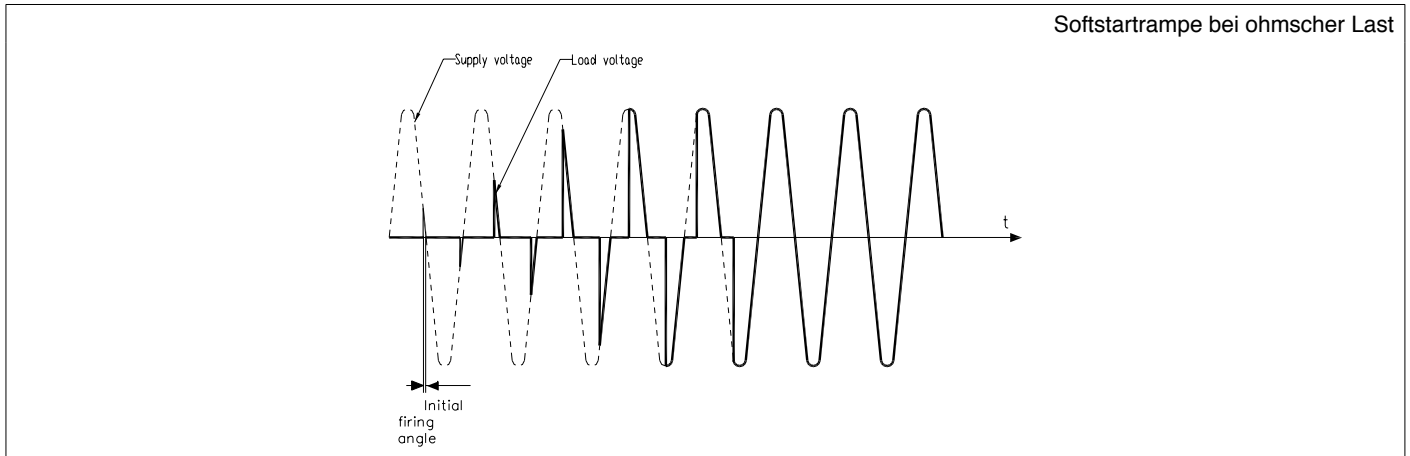 Softstartrampe bei ohmscher Last
Supply voltage
Load voltage
t
Initial
firing
angle